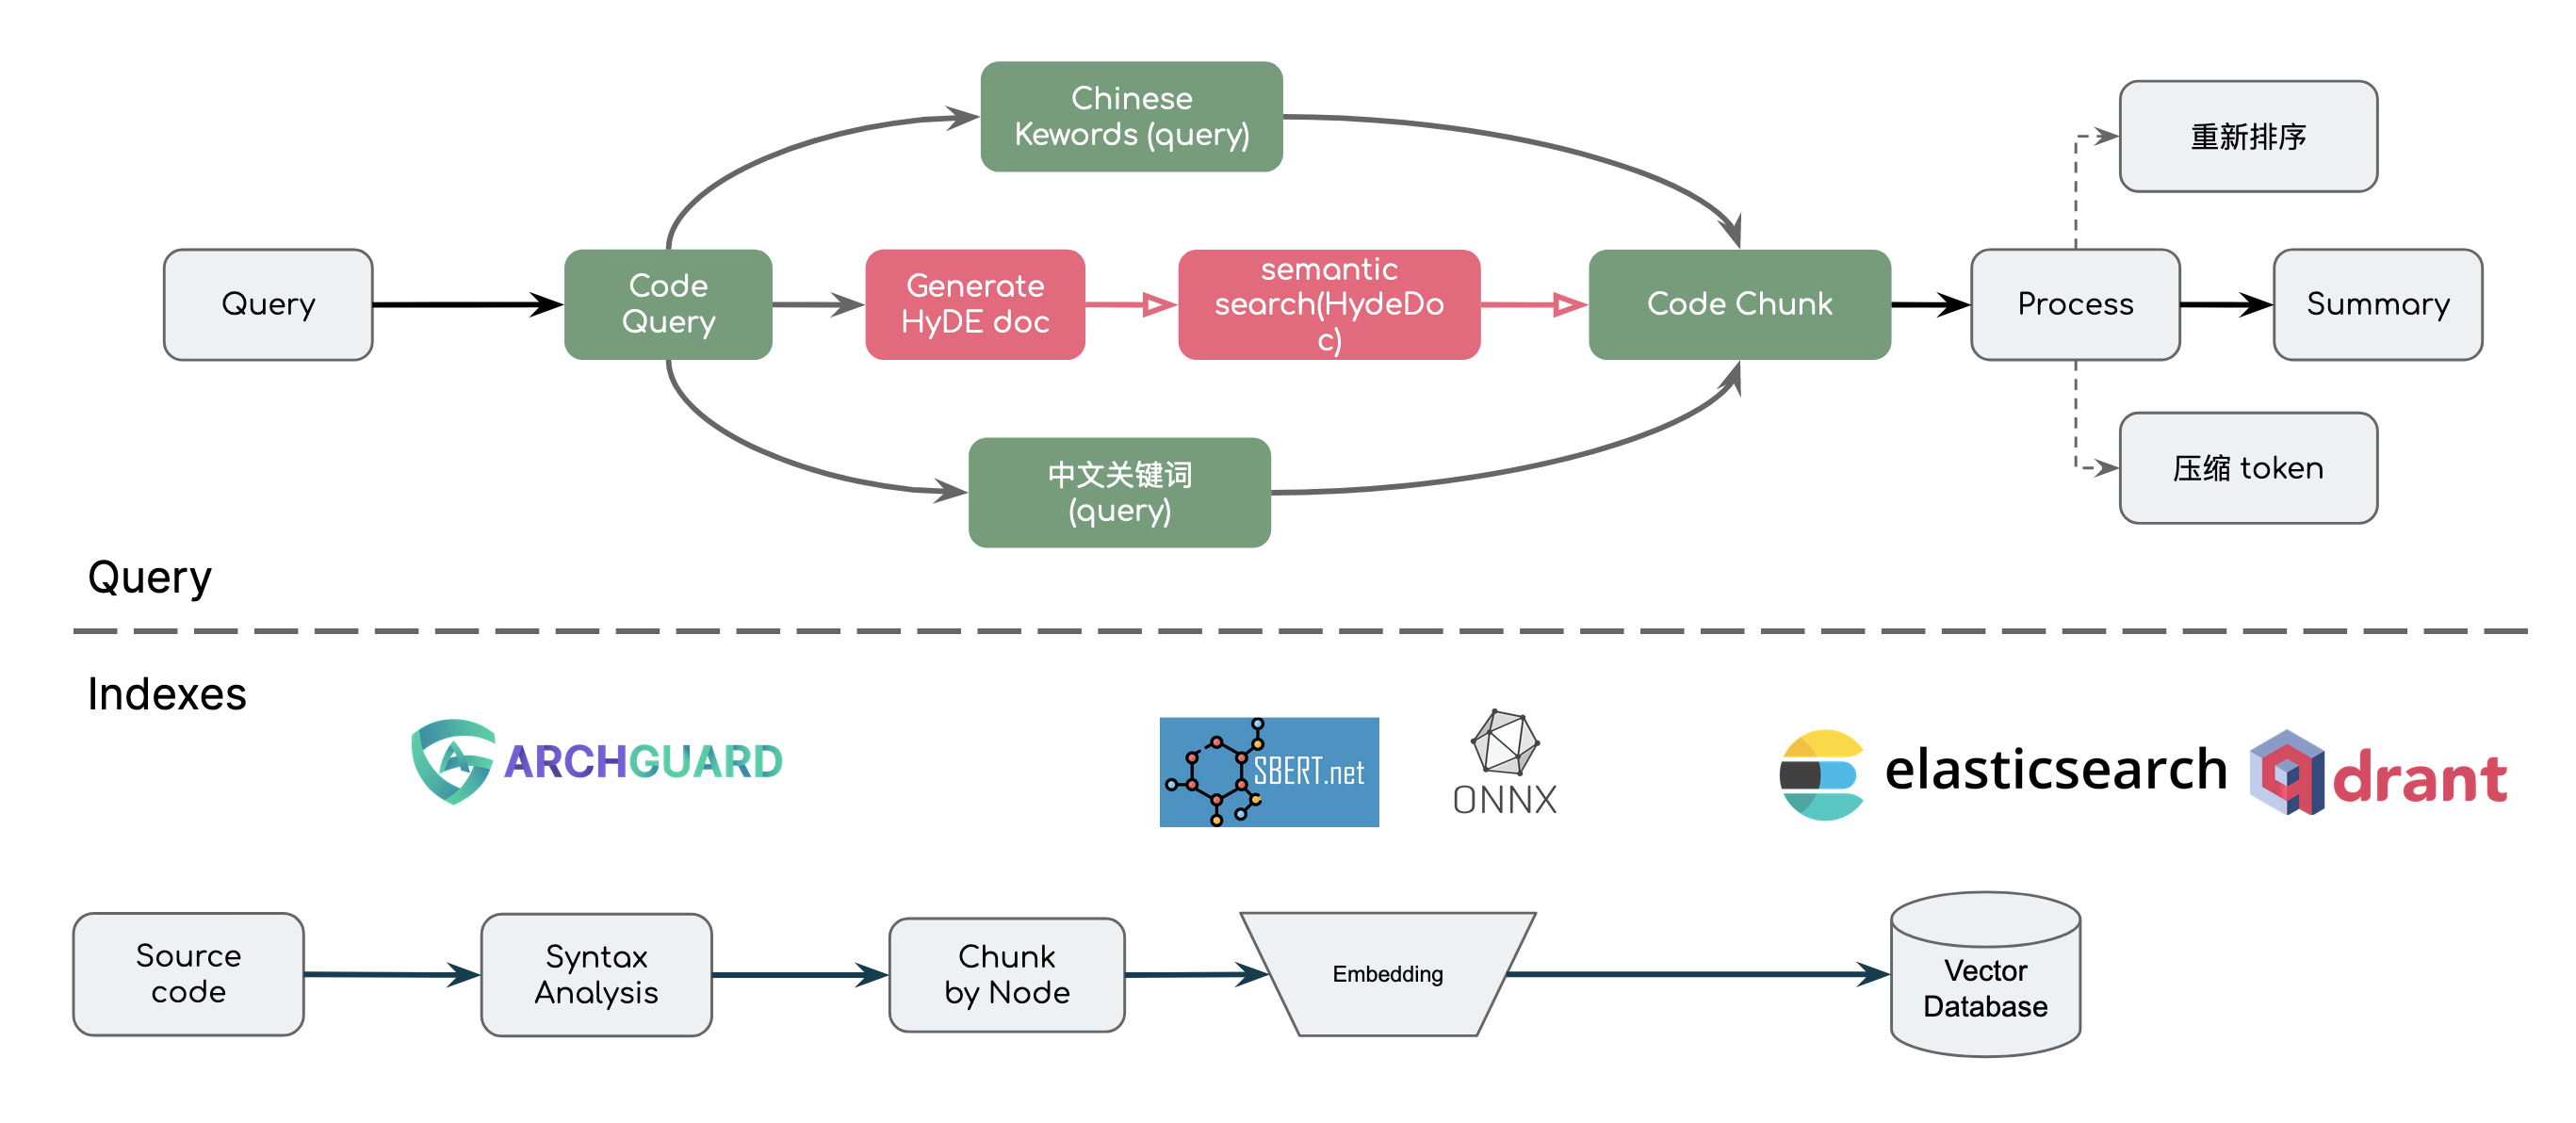 Chinese
Kewords (query)
重新排序
Query
Code
Query
Generate
HyDE doc
semantic
search(HydeDo
c)
Code Chunk
Process
Summary
中文关键词
(query)
压缩 token
Query
Indexes
ARCHGUARD
SBERT.net
ONNX
elasticsearch
qdrant
Source
code
Syntax
Analysis
Chunk
by Node
Embedding
Vector
Database